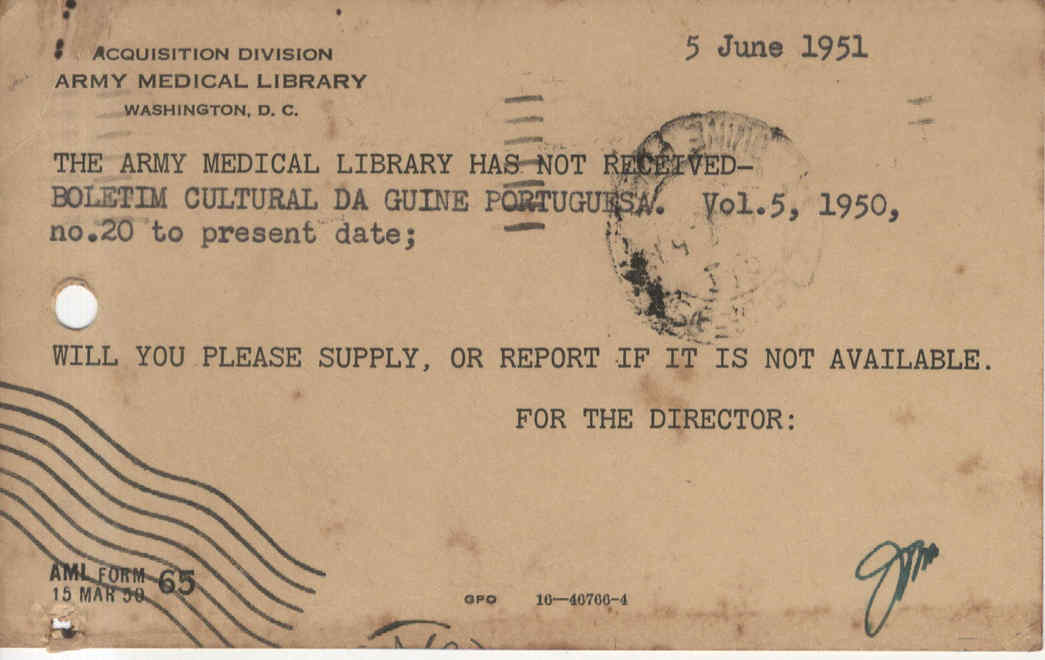 ACQUISITION DIVISION
ARMY MEDICAL LIBRARY
WASHINGTON, D. C.
5 June 1951
THE ARMY MEDICAL LIBRARY HAS NOT RECEIVED—
BOLETIM CULTURAL DA GUINE PORTUGUESA. Vol.5, 1950,
no.20 to present date;
WILL YOU PLEASE SUPPLY, OR REPORT IF IT IS NOT AVAILABLE.
FOR THE DIRECTOR:
AML FORM 65
15 MAR 50
GPO 16—46766-4